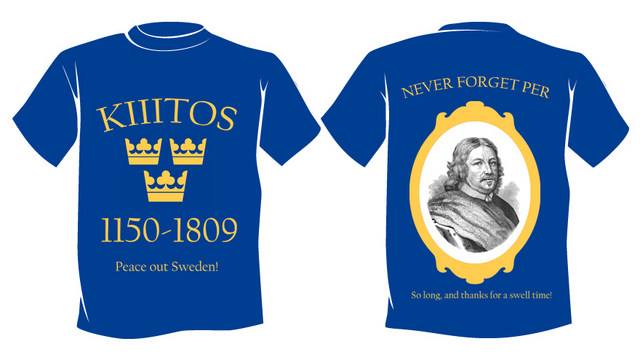 KIIITOS
1150-1809
Peace out Sweden!
NEVER FORGET PER
So long, and thanks for a swell time!